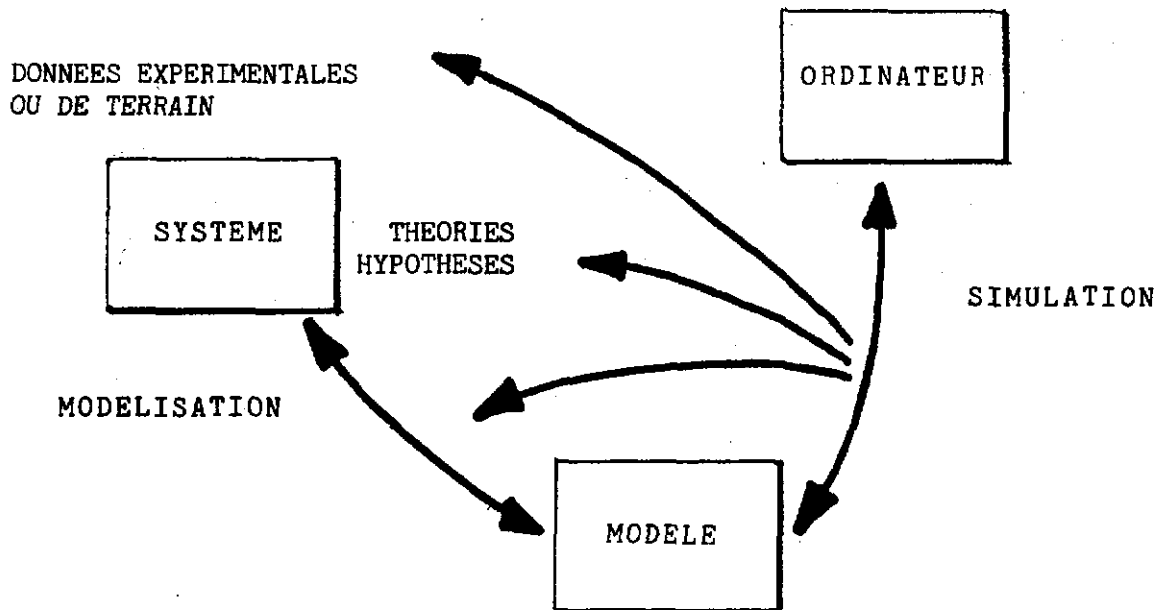 DONNEES EXPERIMENTALES
OU DE TERRAIN
ORDINATEUR
SYSTEME
THEORIES
HYPOTHESES
SIMULATION
MODELISATION
MODELE